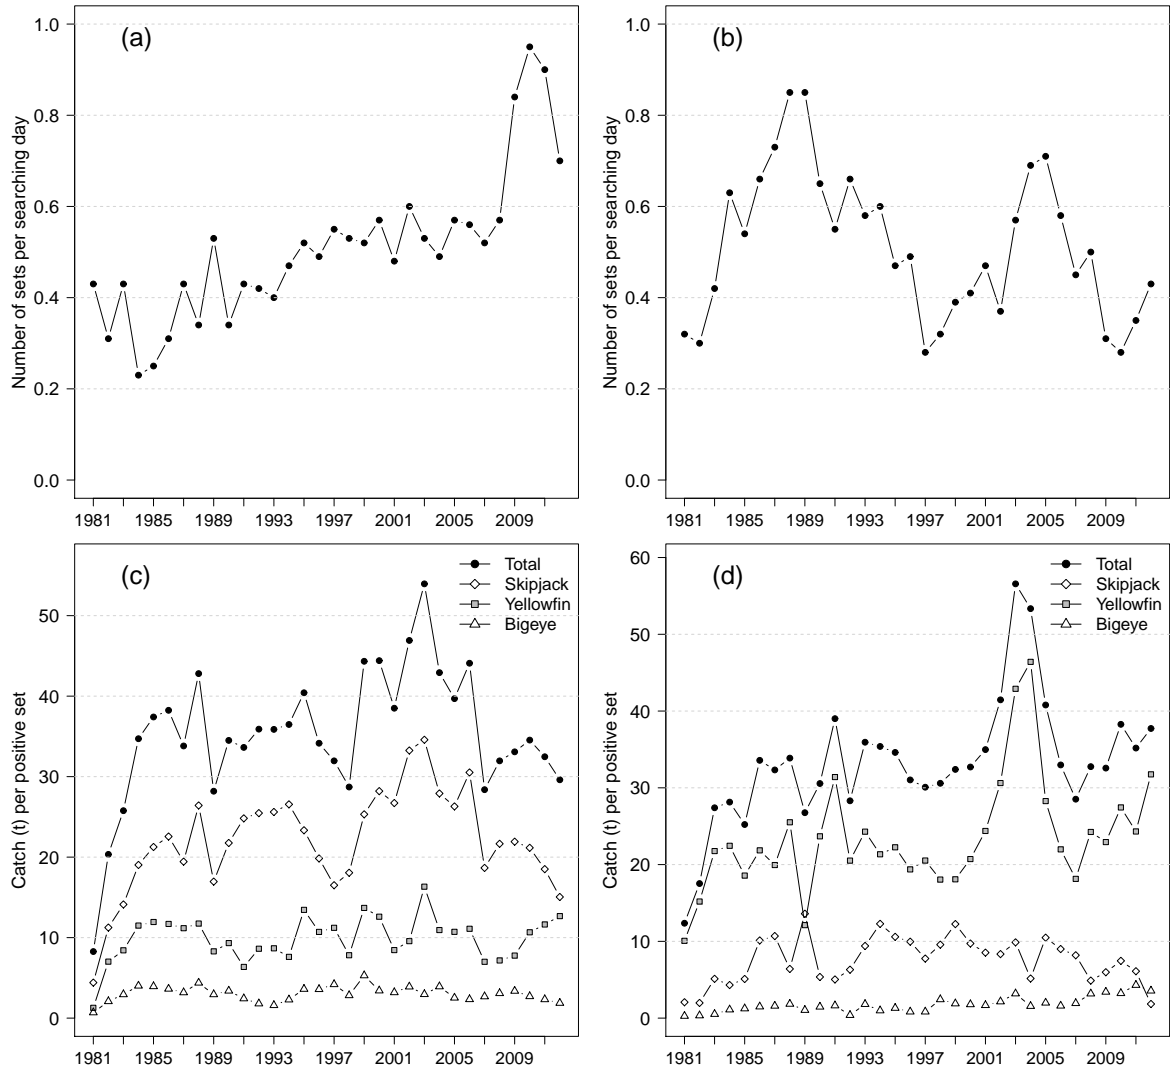 (a)
Number of sets per searching day
1.0
0.8
0.6
0.4
0.2
0.0
1981 1985 1989 1993 1997 2001 2005 2009
(b)
Number of sets per searching day
1.0
0.8
0.6
0.4
0.2
0.0
1981 1985 1989 1993 1997 2001 2005 2009
(c)
Total
Skipjack
Yellowfin
Bigeye
Catch (t) per positive set
50
40
30
20
10
0
1981 1985 1989 1993 1997 2001 2005 2009
(d)
Total
Skipjack
Yellowfin
Bigeye
Catch (t) per positive set
60
50
40
30
20
10
0
1981 1985 1989 1993 1997 2001 2005 2009